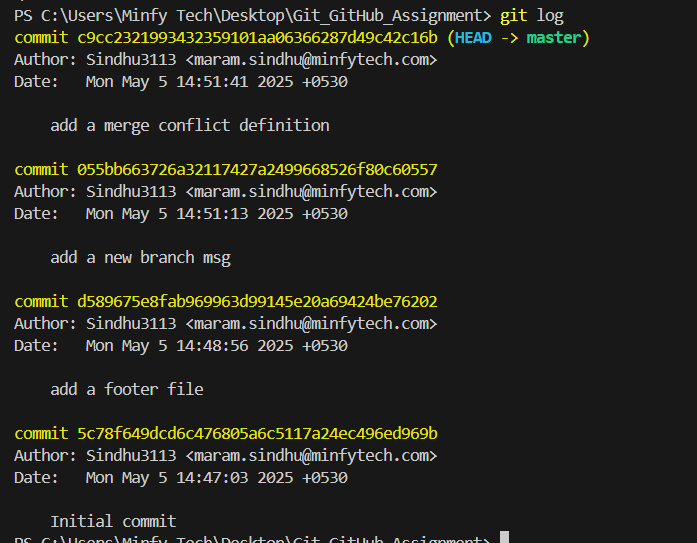 PS C:\Users\Minfy Tech\Desktop\Git_GitHub_Assignment> git log
commit c9cc2321993432359101aa06366287d49c42c16b (HEAD -> master)
Author: Sindhu3113 <maram.sindhu@minfytech.com>
Date:   Mon May 5 14:51:41 2025 +0530
    add a merge conflict definition
commit 055bb663726a32117427a2499668526f80c60557
Author: Sindhu3113 <maram.sindhu@minfytech.com>
Date:   Mon May 5 14:51:13 2025 +0530
    add a new branch msg
commit d589675e8fab969963d99145e20a69424be76202
Author: Sindhu3113 <maram.sindhu@minfytech.com>
Date:   Mon May 5 14:48:56 2025 +0530
    add a footer file
commit 5c78f649dcd6c476805a6c5117a24ec496ed969b
Author: Sindhu3113 <maram.sindhu@minfytech.com>
Date:   Mon May 5 14:47:03 2025 +0530
    Initial commit
PS C:\Users\Minfy Tech\Desktop\Git_GitHub_Assignment>